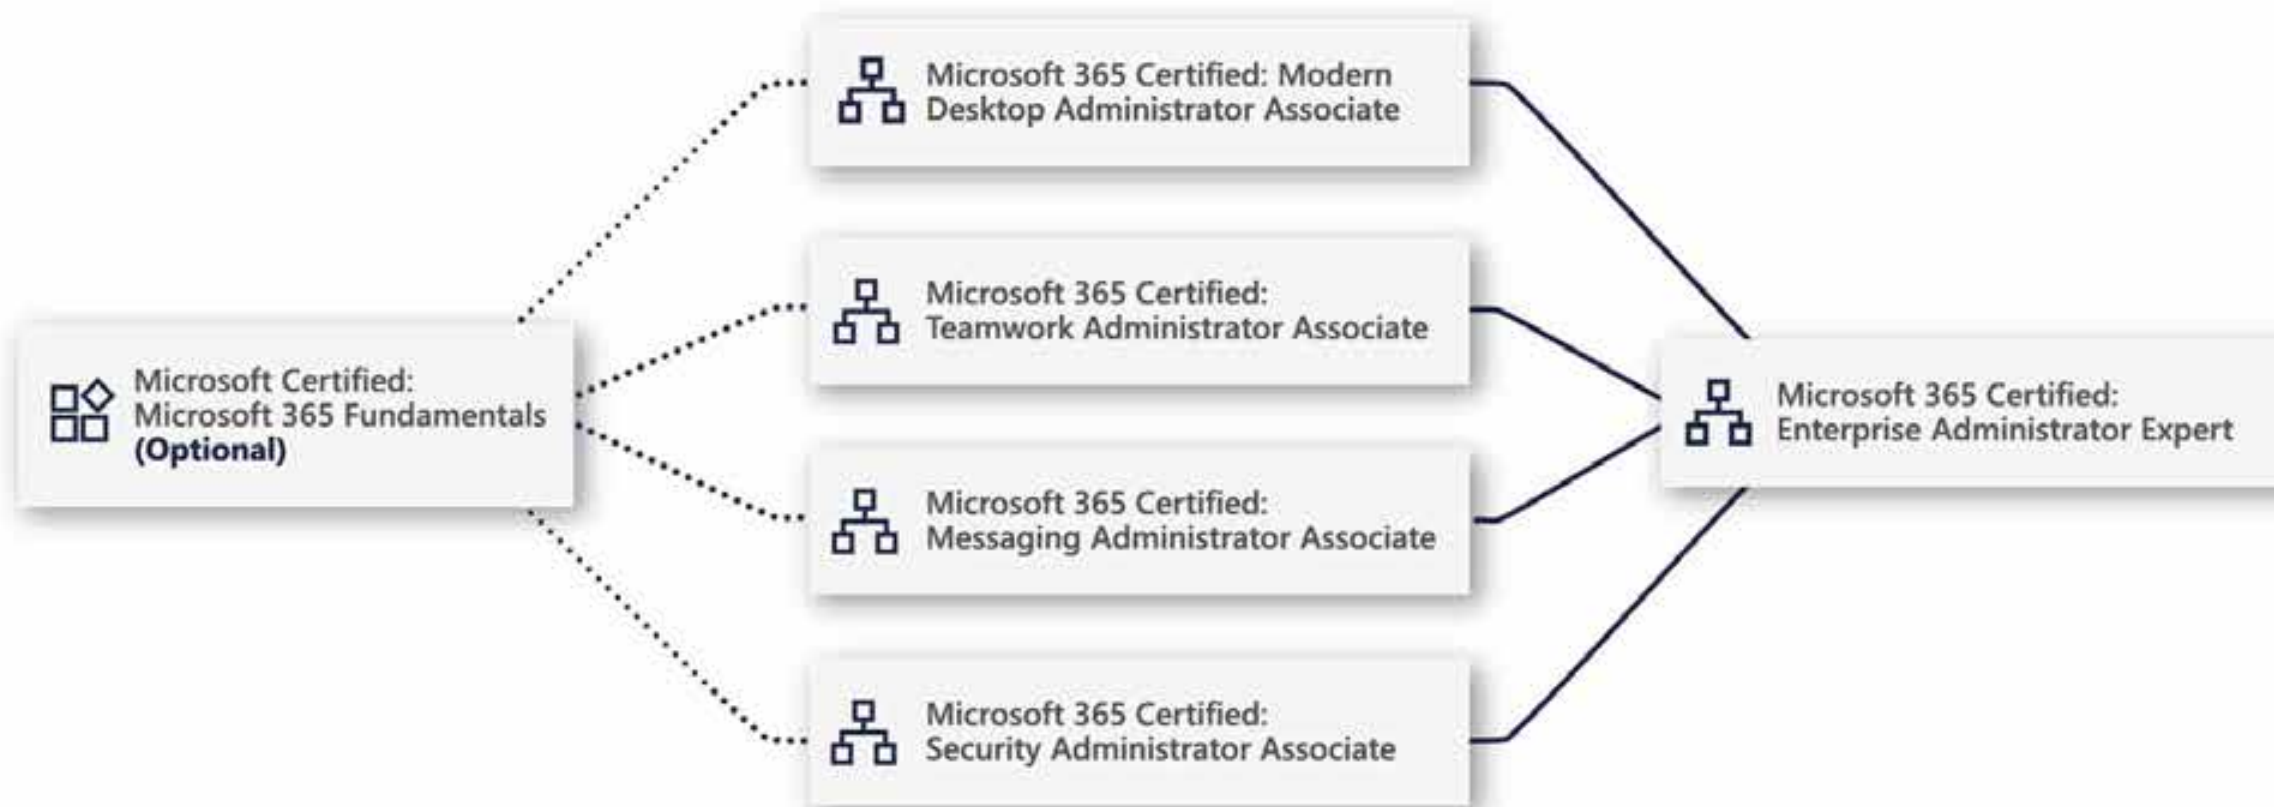 Microsoft 365 Certified: Modern
Desktop Administrator Associate
Microsoft 365 Certified:
Teamwork Administrator Associate
Microsoft Certified:
Microsoft 365 Fundamentals
(Optional)
Microsoft 365 Certified:
Enterprise Administrator Expert
Microsoft 365 Certified:
Messaging Administrator Associate
Microsoft 365 Certified:
Security Administrator Associate